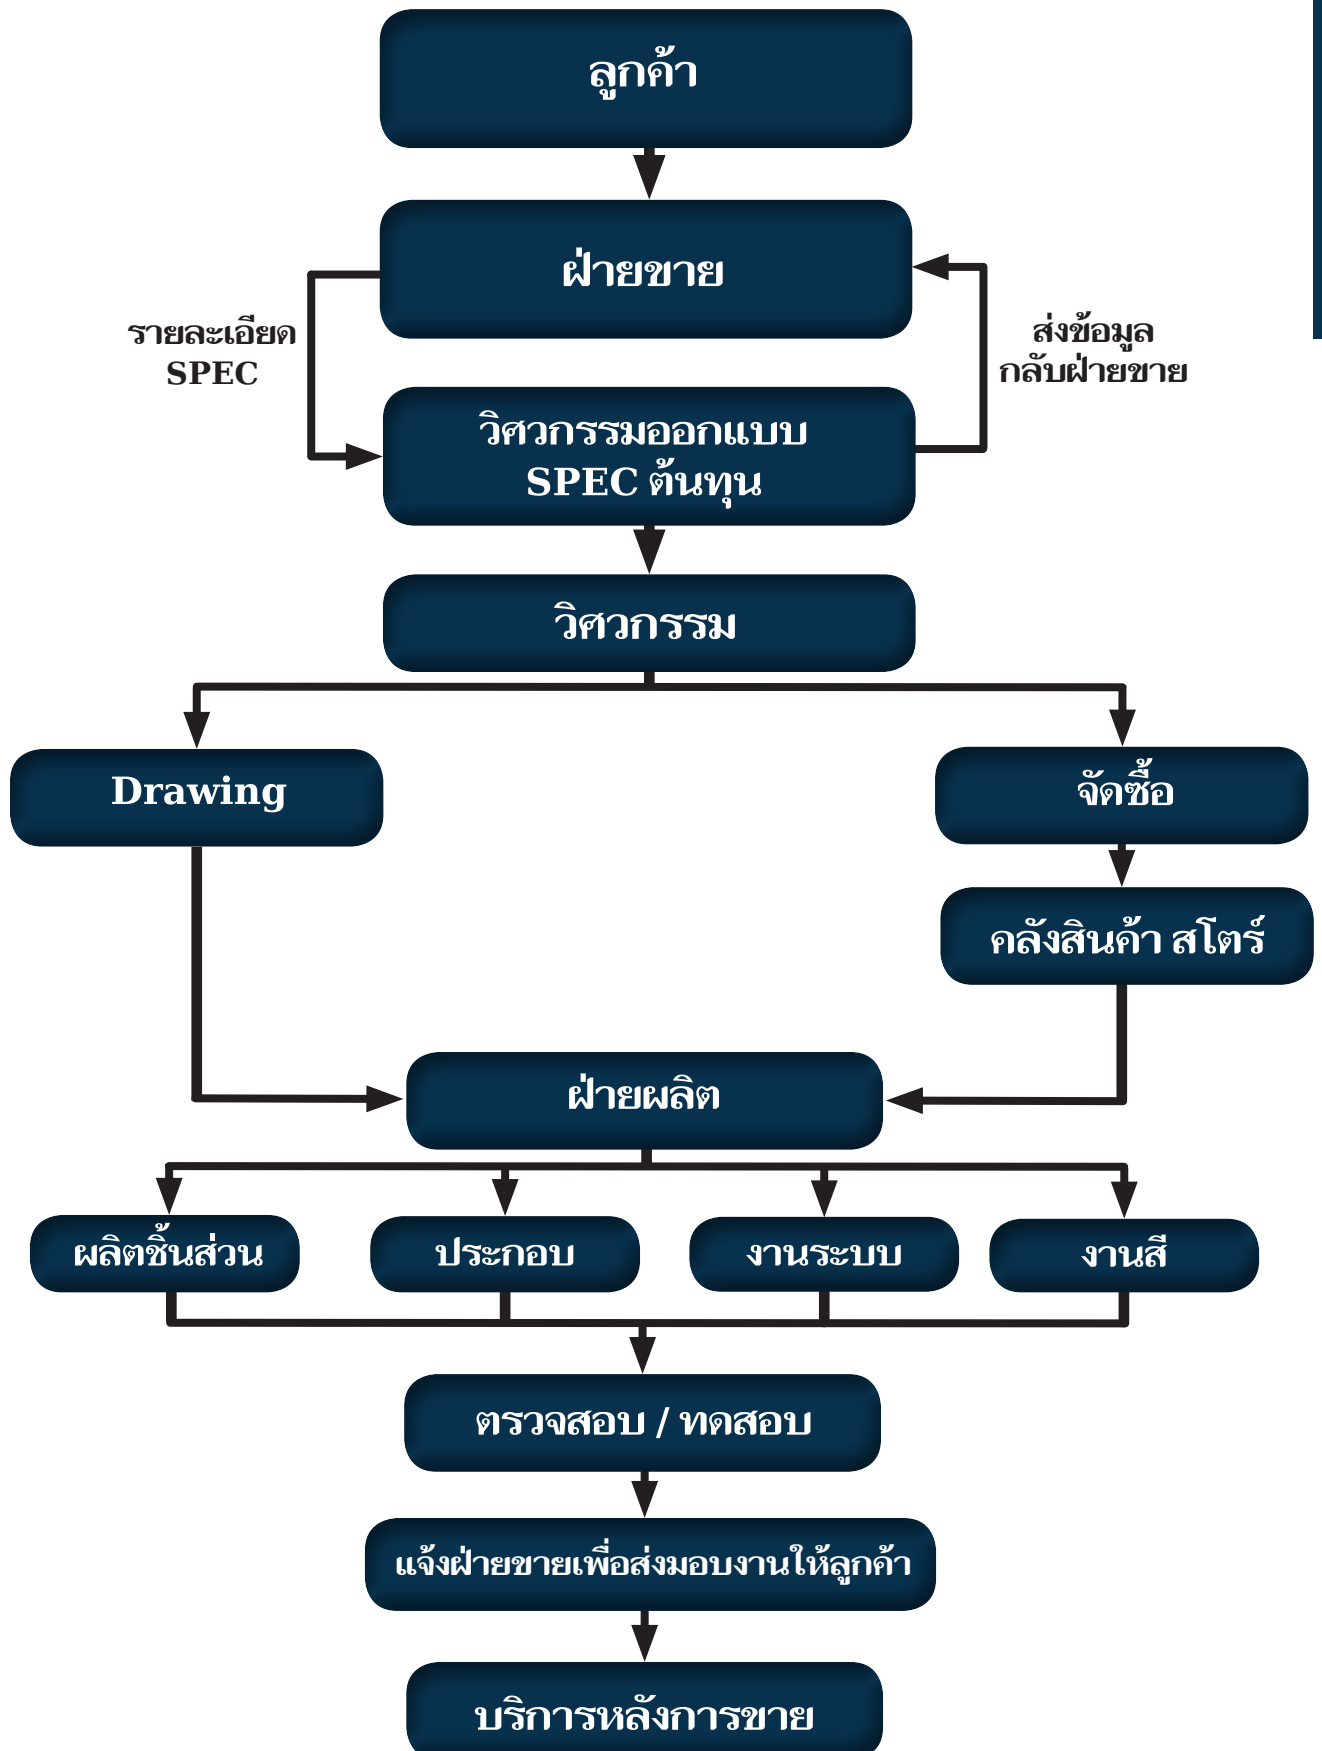 ลูกค้า
ฝ่ายขาย
รายละเอียด
SPEC
ส่งข้อมูล
กลับฝ่ายขาย
วิศวกรรมออกแบบ
SPEC ต้นทุน
วิศวกรรม
Drawing
จัดซื้อ
คลังสินค้า สโตร์
ฝ่ายผลิต
ผลิตชิ้นส่วน
ประกอบ
งานระบบ
งานสี
ตรวจสอบ / ทดสอบ
แจ้งฝ่ายขายเพื่อส่งมอบงานให้ลูกค้า
บริการหลังการขาย